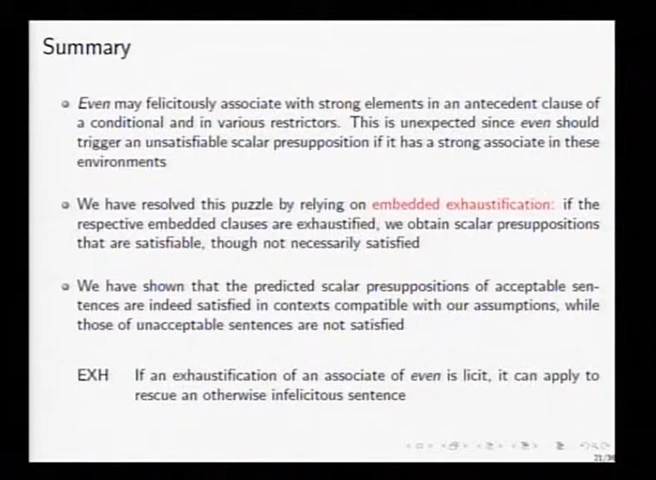 Summary
Even may felicitously associate with strong elements in an antecedent clause of
a conditional and in various restrictors. This is unexpected since even should
trigger an unsatisfiable scalar presupposition if it has a strong associate in these
environments
We have resolved this puzzle by relying on embedded exhaustification: if the
respective embedded clauses are exhaustified, we obtain scalar presuppositions
that are satisfiable, though not necessarily satisfied
We have shown that the predicted scalar presuppositions of acceptable sen-
tences are indeed satisfied in contexts compatible with our assumptions, while
those of unacceptable sentences are not satisfied
EXH If an exhaustification of an associate of even is licit, it can apply to
rescue an otherwise infelicitous sentence